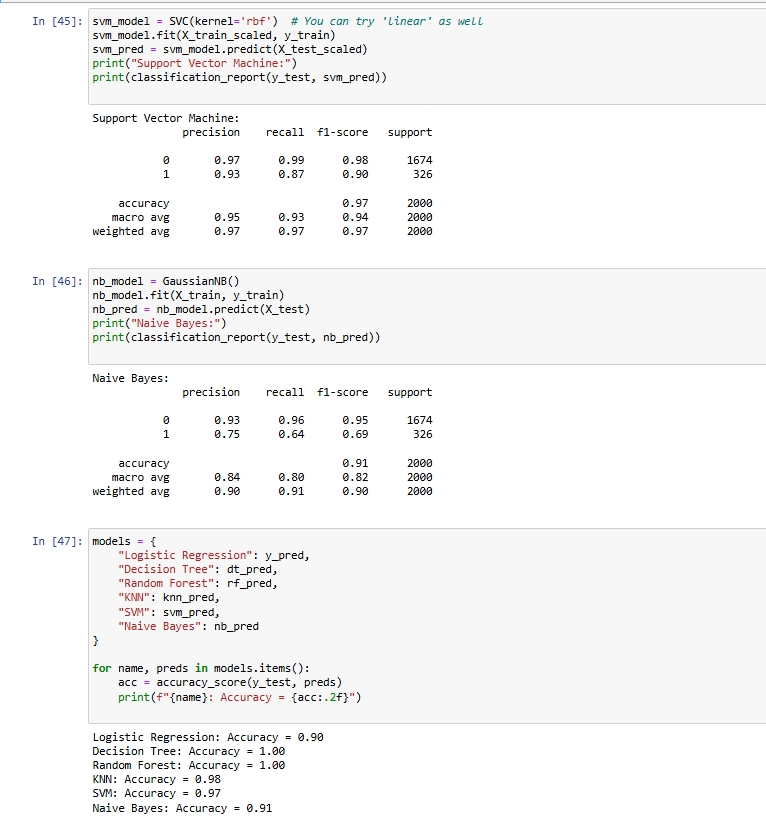 In [45]: svm_model = SVC(kernel='rbf')  # You can try 'linear' as well
svm_model.fit(X_train_scaled, y_train)
svm_pred = svm_model.predict(X_test_scaled)
print("Support Vector Machine:")
print(classification_report(y_test, svm_pred))
Support Vector Machine:
precision    recall  f1-score   support
0       0.97      0.99      0.98      1674
1       0.93      0.87      0.90       326
accuracy                           0.97      2000
macro avg       0.95      0.93      0.94      2000
weighted avg       0.97      0.97      0.97      2000
In [46]: nb_model = GaussianNB()
nb_model.fit(X_train, y_train)
nb_pred = nb_model.predict(X_test)
print("Naive Bayes:")
print(classification_report(y_test, nb_pred))
Naive Bayes:
precision    recall  f1-score   support
0       0.93      0.96      0.95      1674
1       0.75      0.64      0.69       326
accuracy                           0.91      2000
macro avg       0.84      0.80      0.82      2000
weighted avg       0.90      0.91      0.90      2000
In [47]: models = {
"Logistic Regression": y_pred,
"Decision Tree": dt_pred,
"Random Forest": rf_pred,
"KNN": knn_pred,
"SVM": svm_pred,
"Naive Bayes": nb_pred
}
for name, preds in models.items():
acc = accuracy_score(y_test, preds)
print(f"{name}: Accuracy = {acc:.2f}")
Logistic Regression: Accuracy = 0.90
Decision Tree: Accuracy = 1.00
Random Forest: Accuracy = 1.00
KNN: Accuracy = 0.98
SVM: Accuracy = 0.97
Naive Bayes: Accuracy = 0.91